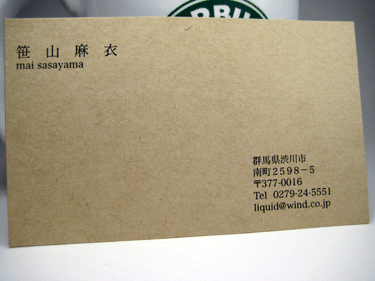 RBU
笹山麻衣
mai sasayama
群馬県渋川市
南町2598-5
〒377-0016
Tel 0279-24-5551
liquid@wind.co.jp